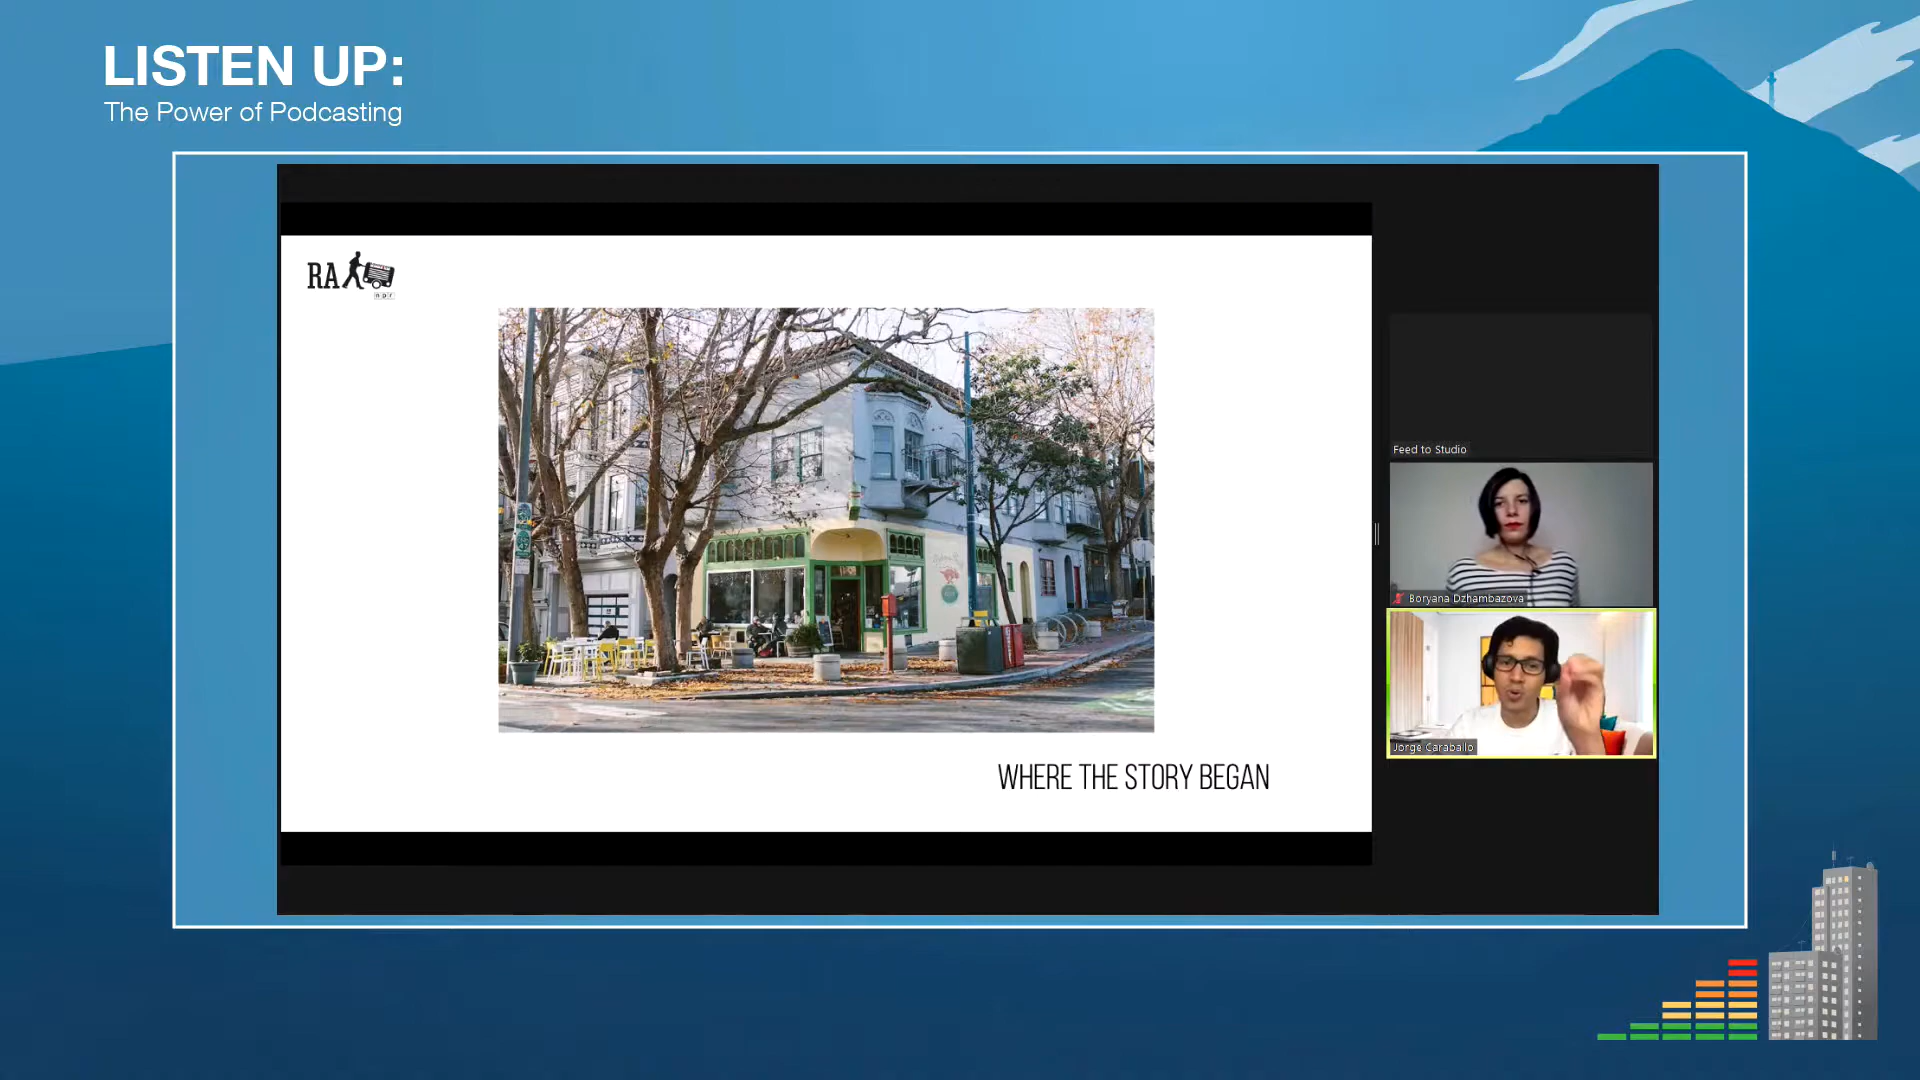 LISTEN UP:
The Power of Podcasting
RA
npr
WHERE THE STORY BEGAN
Feed to Studio
Boryana Dzhambazova
Jorge Caraballo